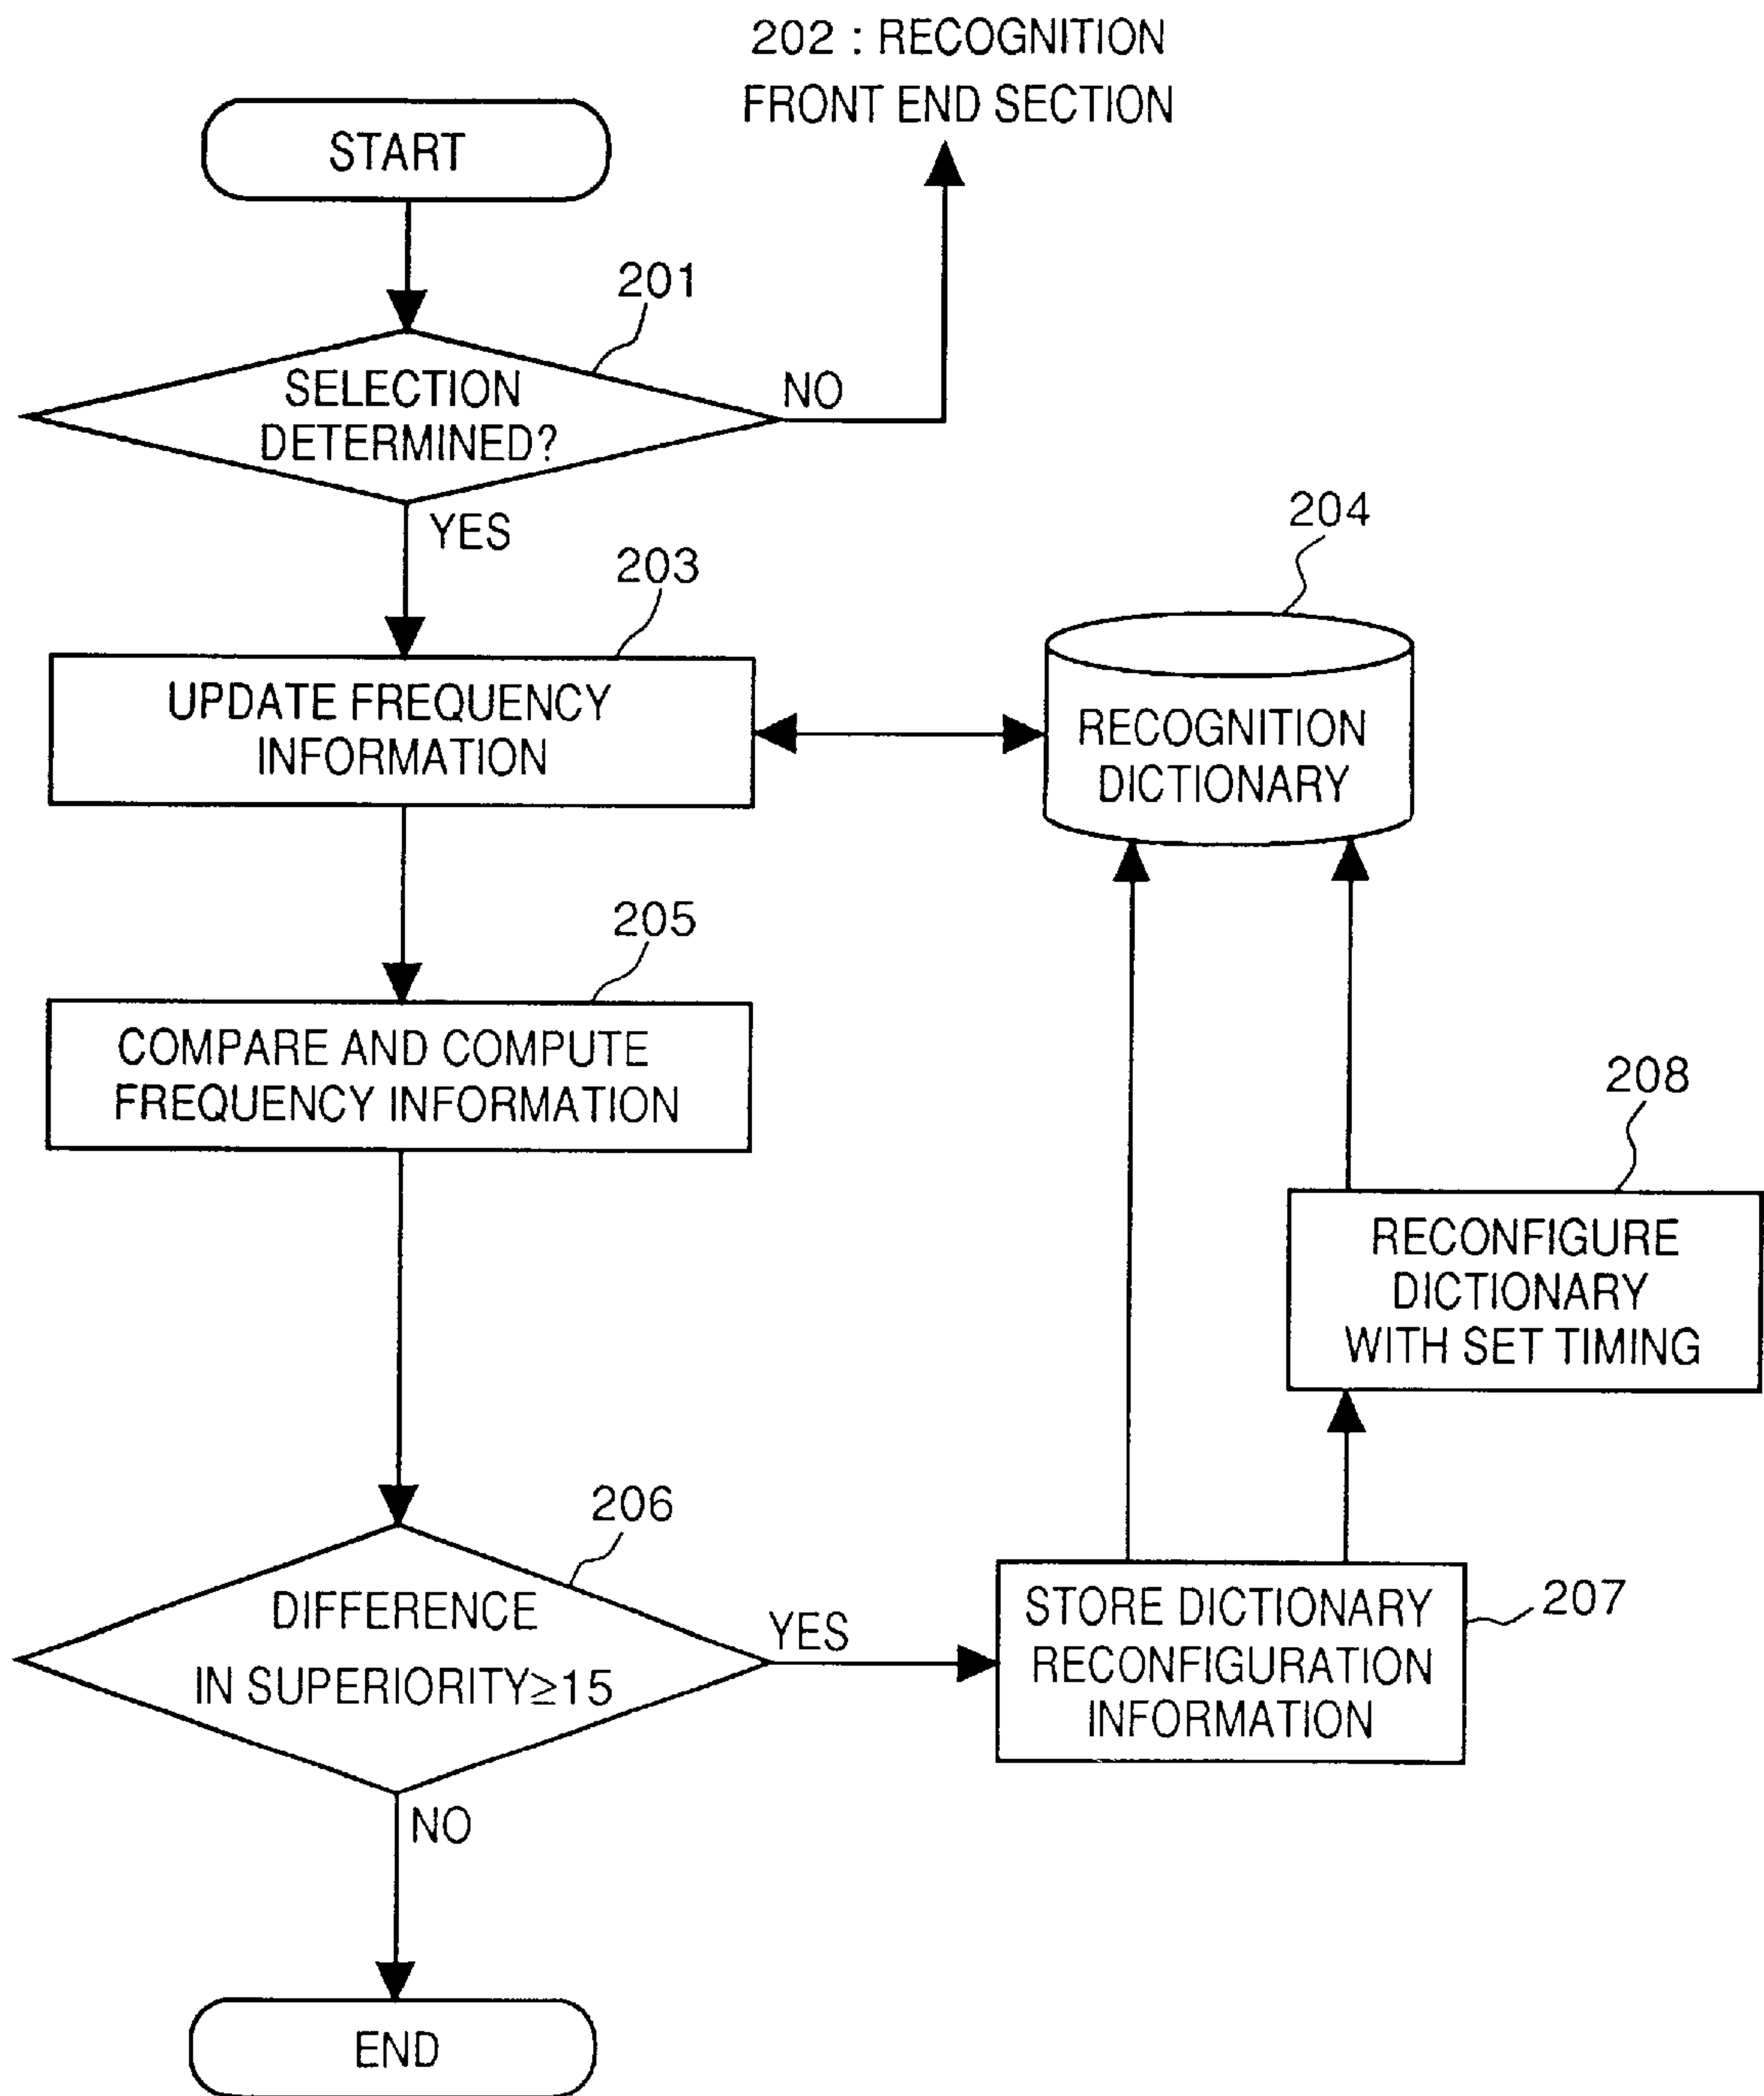 202 : RECOGNITION
FRONT END SECTION
START
201
SELECTION
DETERMINED?
NO
YES
204
203
UPDATE FREQUENCY
INFORMATION
RECOGNITION
DICTIONARY
205
COMPARE AND COMPUTE
FREQUENCY INFORMATION
208
RECONFIGURE
DICTIONARY
WITH SET TIMING
206
DIFFERENCE
IN SUPERIORITY≥15
YES
STORE DICTIONARY
RECONFIGURATION
INFORMATION
207
NO
END